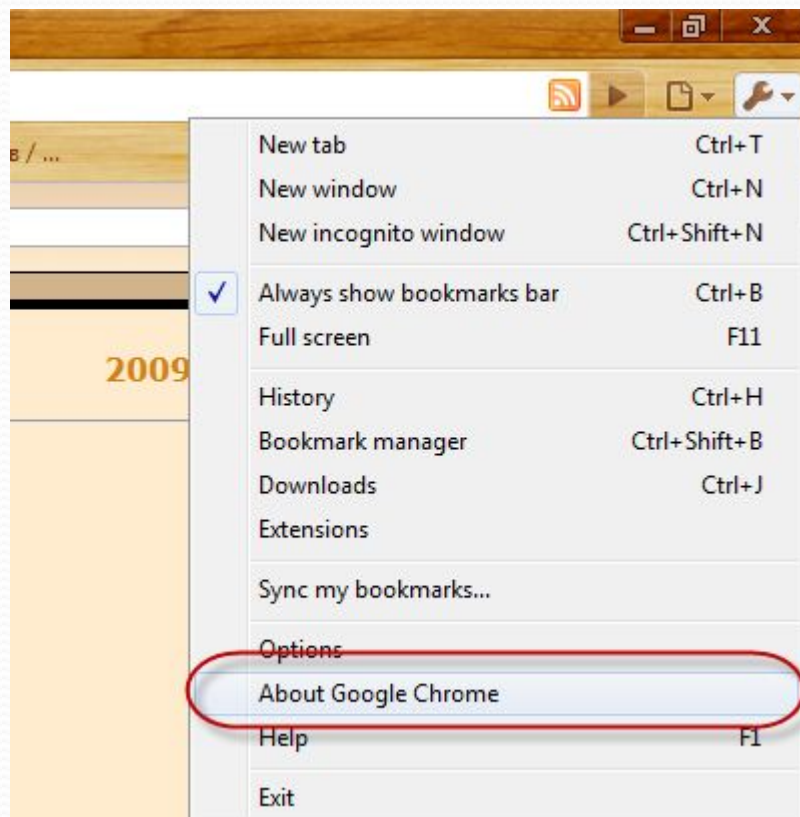 в / ...
New tab Ctrl+T
New window Ctrl+N
New incognito window Ctrl+Shift+N
Always show bookmarks bar Ctrl+B
Full screen F11
2009
History Ctrl+H
Bookmark manager Ctrl+Shift+B
Downloads Ctrl+J
Extensions
Sync my bookmarks...
Options
About Google Chrome
Help F1
Exit